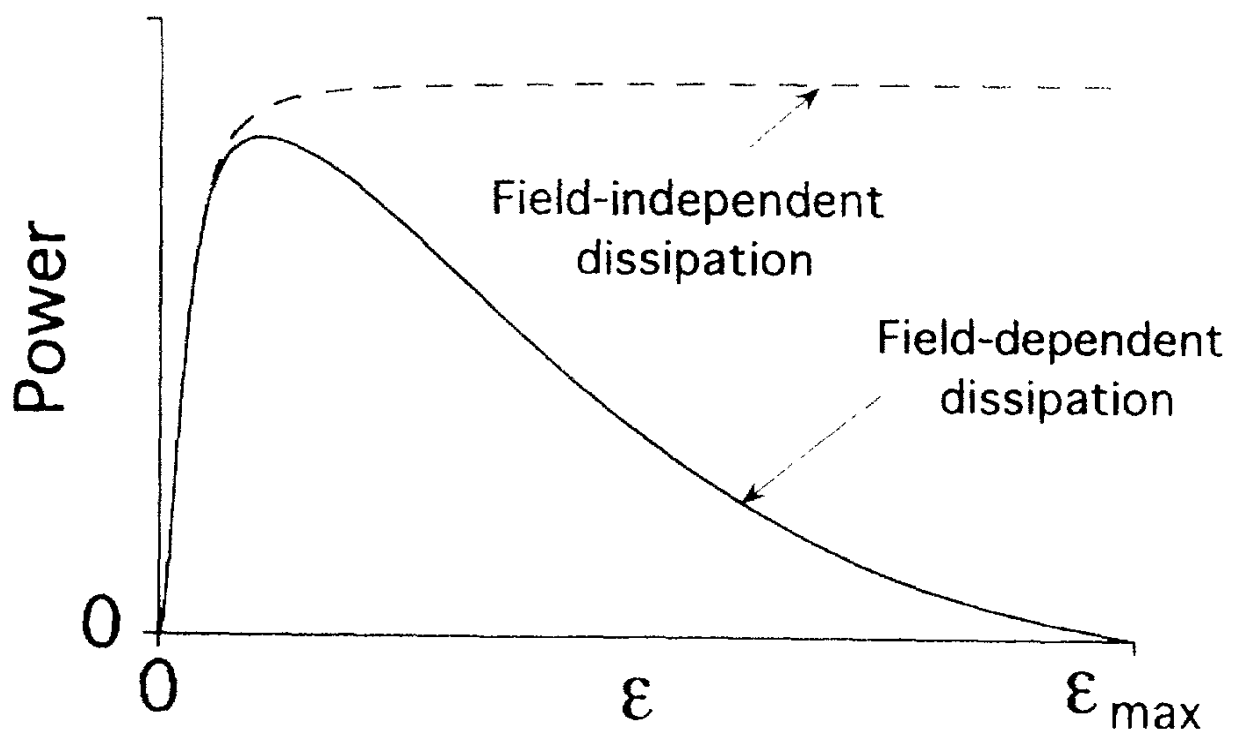 Power
Field-independent
dissipation
Field-dependent
dissipation
0
0
ε
ε max